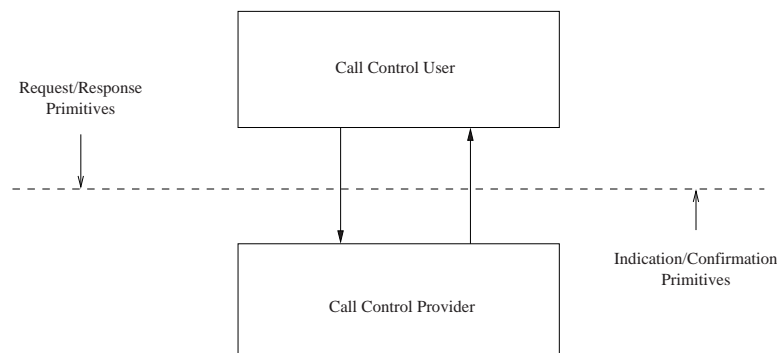 Call Control User
Request/Response
Primitives
Indication/Confirmation
Primitives
Call Control Provider